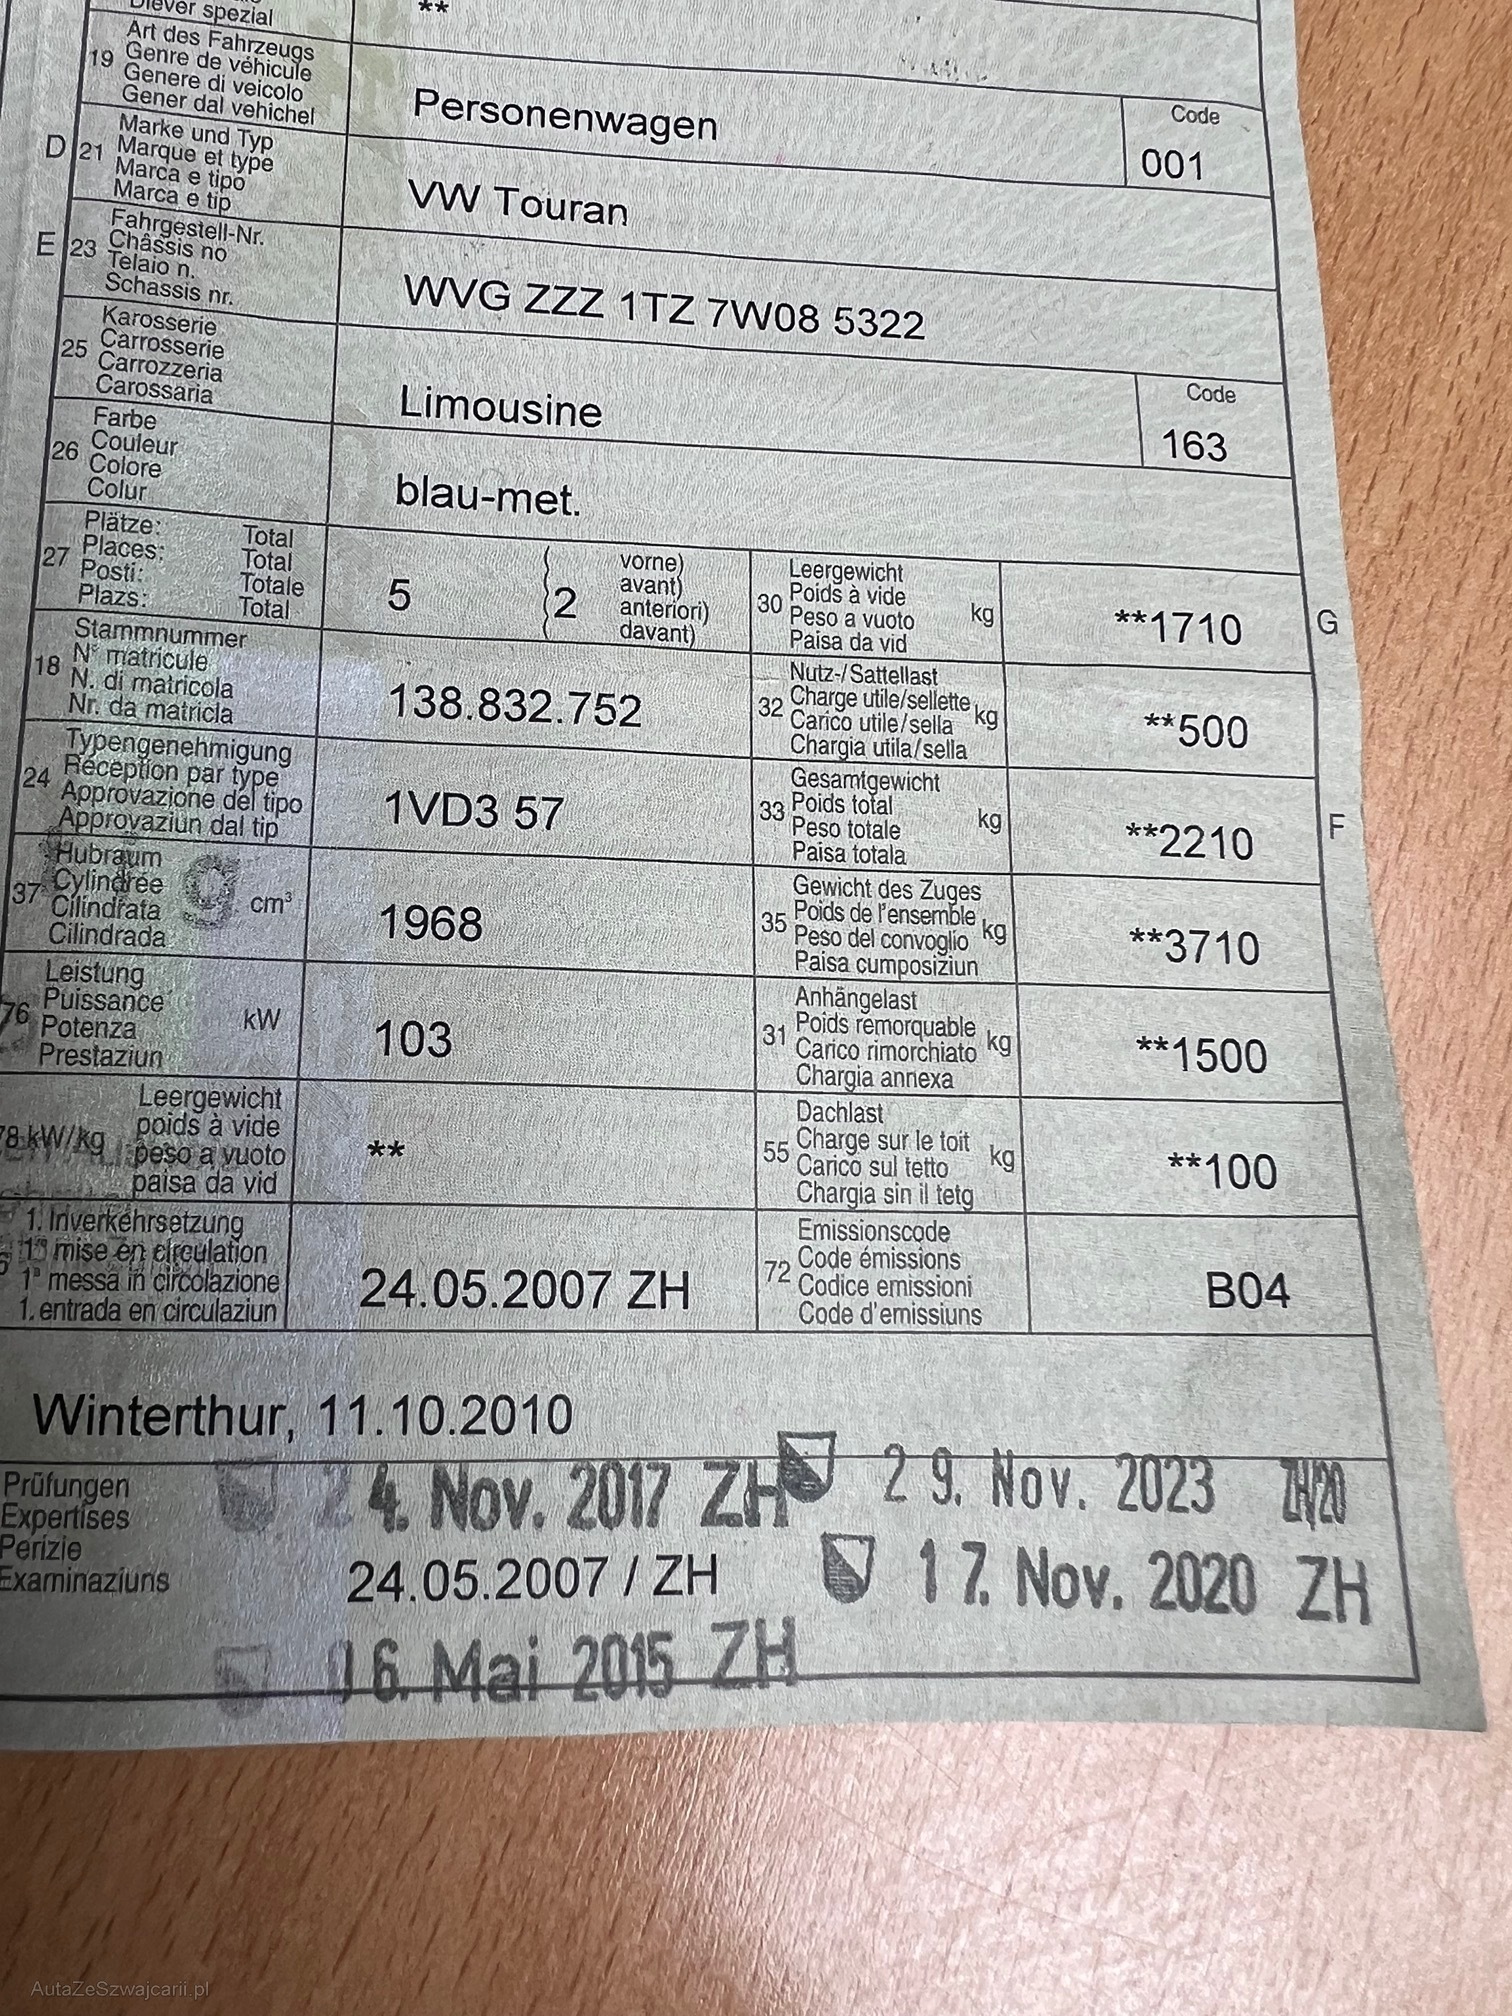 Diever spezial **
19 Art des Fahrzeugs
Genre de véhicule
Genere di veicolo
Gener dal vehichel
Personenwagen
Code
001
D 21 Marke und Typ
Marque et type
Marca e tipo
Marca e tip
VW Touran
E 23 Fahrgestell-Nr.
Châssis no
Telaio n.
Schassis nr.
WVG ZZZ 1TZ 7W08 5322
25 Karosserie
Carrosserie
Carrozzeria
Carossaria
Limousine
Code
163
26 Farbe
Couleur
Colore
Colur
blau-met.
27 Plätze: Total
Places: Total
Posti: Totale
Plazs: Total
5 2
vorne)
avant)
anteriori)
davant)
30 Leergewicht
Poids à vide
Peso a vuoto
Paisa da vid
kg
**1710
G
18 Stammnummer
N° matricule
N. di matricola
Nr. da matricla
138.832.752
32 Nutz-/Sattellast
Charge utile/sellette
Carico utile/sella
Chargia utila/sella
kg
**500
24 Typengenehmigung
Réception par type
Approvazione del tipo
Approvaziun dal tip
1VD3 57
33 Gesamtgewicht
Poids total
Peso totale
Paisa totala
kg
**2210
F
37 Hubraum
Cylindrée
Cilindrata
Cilindrada
cm³
1968
35 Gewicht des Zuges
Poids de l'ensemble
Peso del convoglio
Paisa cumposiziun
kg
**3710
76 Leistung
Puissance
Potenza
Prestaziun
kW
103
31 Anhängelast
Poids remorquable
Carico rimorchiato
Chargia annexa
kg
**1500
78 kW/kg
Leergewicht
poids à vide
peso a vuoto
paisa da vid
**
55 Dachlast
Charge sur le toit
Carico sul tetto
Chargia sin il tetg
kg
**100
1. Inverkehrsetzung
1re mise en circulation
1a messa in circolazione
1. entrada en circulaziun
24.05.2007 ZH
72 Emissionscode
Code émissions
Codice emissioni
Code d'emissiuns
B04
Winterthur, 11.10.2010
Prüfungen
Expertises
Perizie
Examinaziuns
4. Nov. 2017 ZH
29. Nov. 2023 ZH/20
24.05.2007 / ZH
17. Nov. 2020 ZH
6. Mai 2015 ZH
AutaZeSzwajcarii.pl